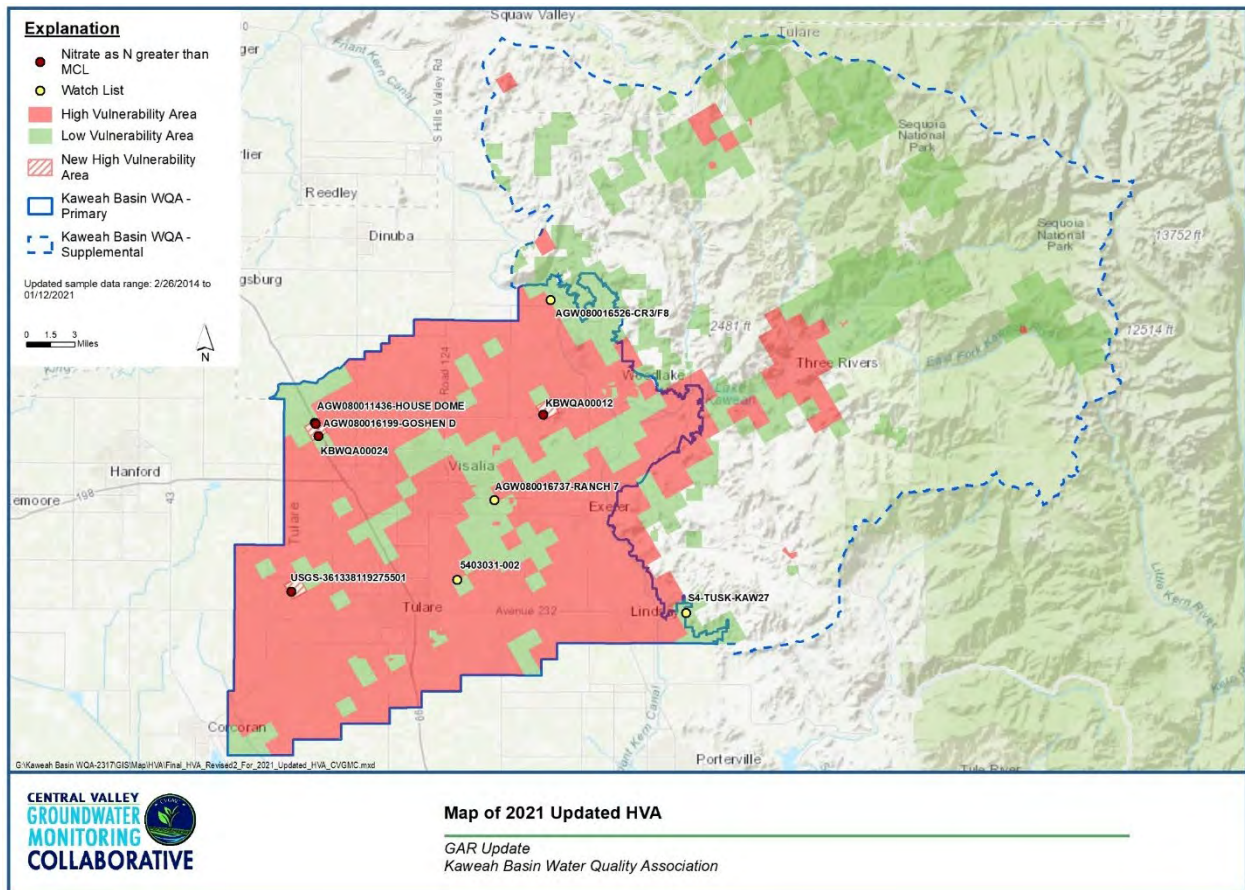 Explanation
Nitrate as N greater than
MCL
Watch List
High Vulnerability Area
Low Vulnerability Area
New High Vulnerability
Area
Kaweah Basin WQA -
Primary
Kaweah Basin WQA -
Supplemental
Updated sample data range: 2/26/2014 to
01/12/2021
0 1.5 3
Miles
N
Squaw Valley
Tulare
Friant Kern Canal
S Hills Valley Rd
Sequoia
National
Park
Reedley
Dinuba
Sequoia
National
Park
13752 ft
gsburg
AGW080016526-CR3/F8
2481 ft
12514 ft
Road 124
Woodlake
Three Rivers
East Fork Kaweah
Lake
Kaweah
AGW080011436-HOUSE DOME
KBWQA00012
AGW080016199-GOSHEN D
KBWQA00024
Hanford
Visalia
AGW080016737-RANCH 7
emoore
198
43
Exeter
Tulare
5403031-002
USGS-361338119275501
S4-TUSK-KAW27
Tulare
Avenue 232
Lindsay
Little Kern River
Corcoran
Porterville
Tule River
G:\Kaweah Basin WQA-2317\GIS\Map\HVA\Final_HVA_Revised2_For_2021_Updated_HVA_CVGMC.mxd
CENTRAL VALLEY
GROUNDWATER
MONITORING
COLLABORATIVE
Map of 2021 Updated HVA
GAR Update
Kaweah Basin Water Quality Association